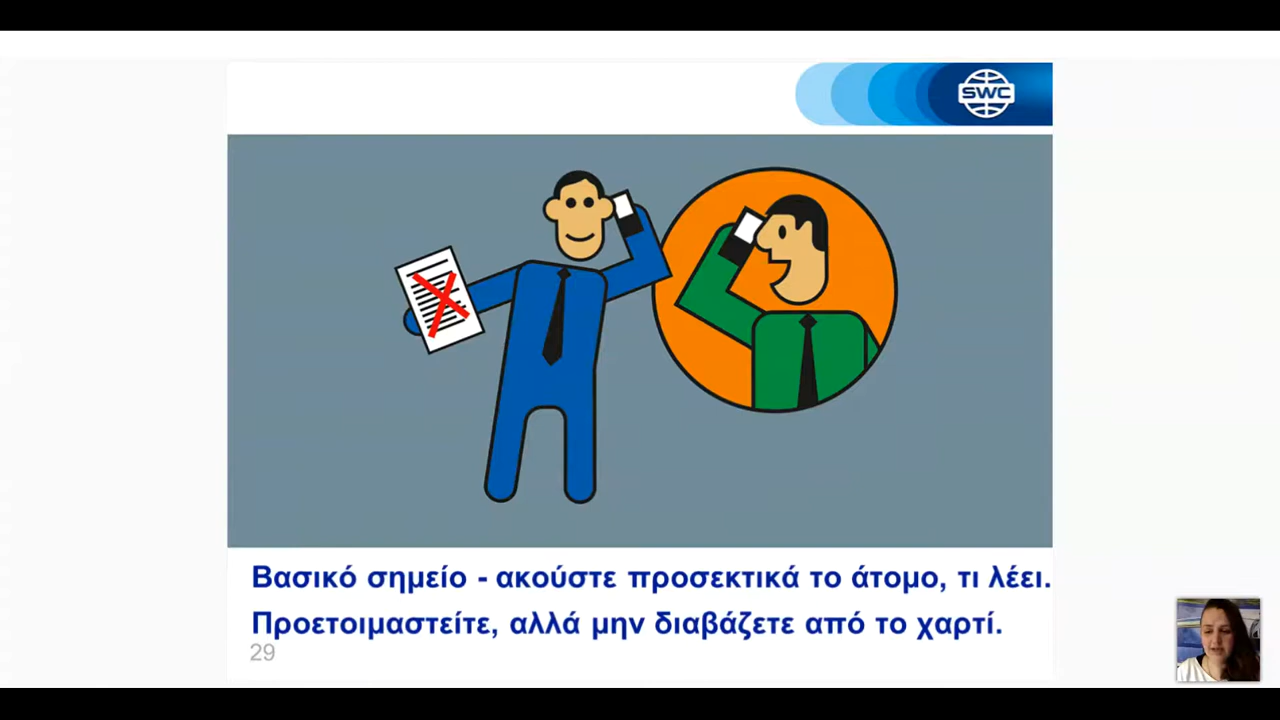 SWC
Βασικό σημείο - ακούστε προσεκτικά το άτομο, τι λέει.
Προετοιμαστείτε, αλλά μην διαβάζετε από το χαρτί.
29